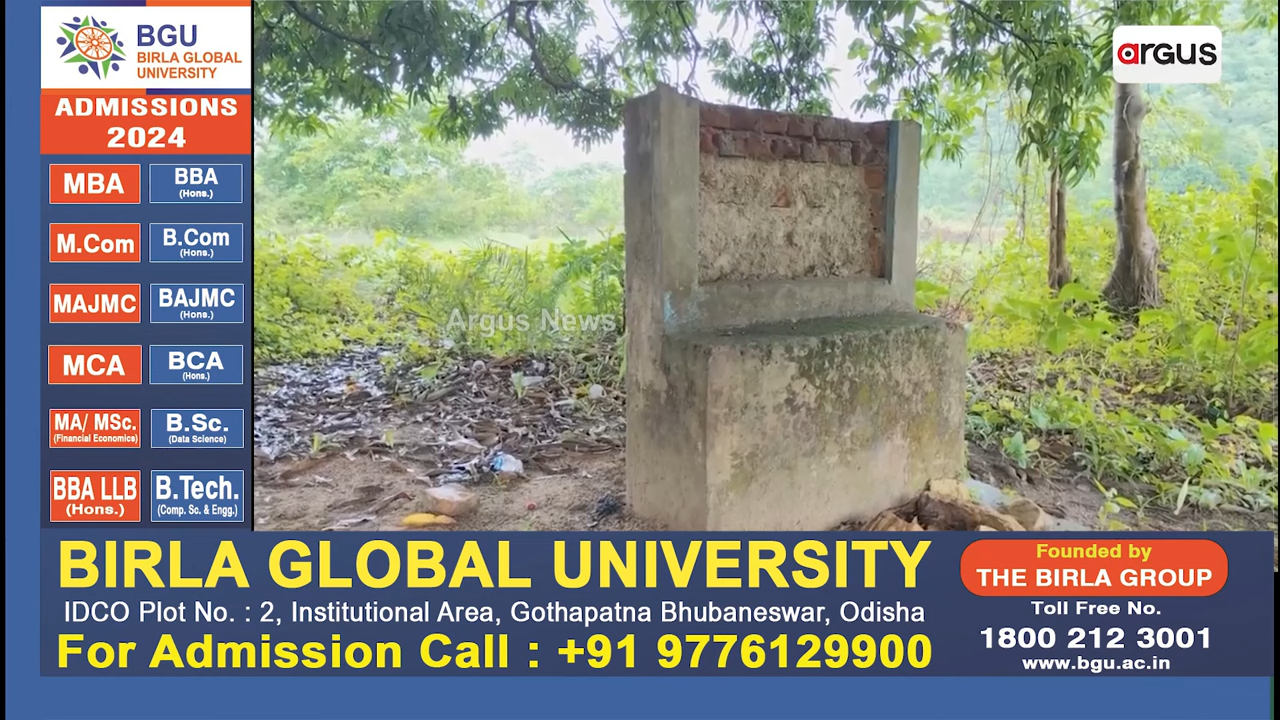 BGU
BIRLA GLOBAL
UNIVERSITY
ADMISSIONS
2024
MBA
BBA
(Hons.)
M.Com
B.Com
(Hons.)
MAJMC
BAJMC
(Hons.)
MCA
BCA
(Hons.)
MA/ MSc.
(Financial Economics)
B.Sc.
(Data Science)
BBA LLB
(Hons.)
B.Tech.
(Comp. Sc. & Engg.)
argus
Argus News
BIRLA GLOBAL UNIVERSITY
IDCO Plot No. : 2, Institutional Area, Gothapatna Bhubaneswar, Odisha
For Admission Call : +91 9776129900
Founded by
THE BIRLA GROUP
Toll Free No.
1800 212 3001
www.bgu.ac.in